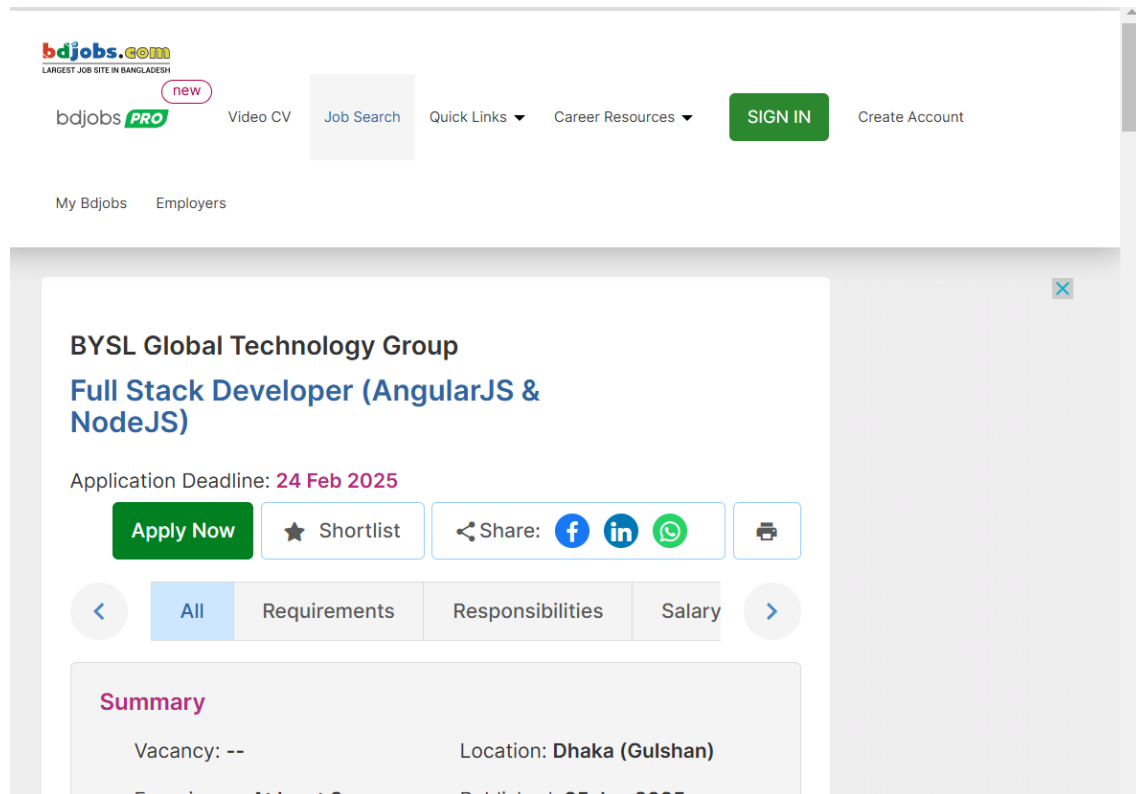 bdjobs.com
LARGEST JOB SITE IN BANGLADESH
new
bdjobs PRO
Video CV
Job Search
Quick Links
Career Resources
SIGN IN
Create Account
My Bdjobs
Employers
BYSL Global Technology Group
Full Stack Developer (AngularJS &
NodeJS)
Application Deadline: 24 Feb 2025
Apply Now
Shortlist
Share:
All
Requirements
Responsibilities
Salary
Summary
Vacancy: --
Location: Dhaka (Gulshan)